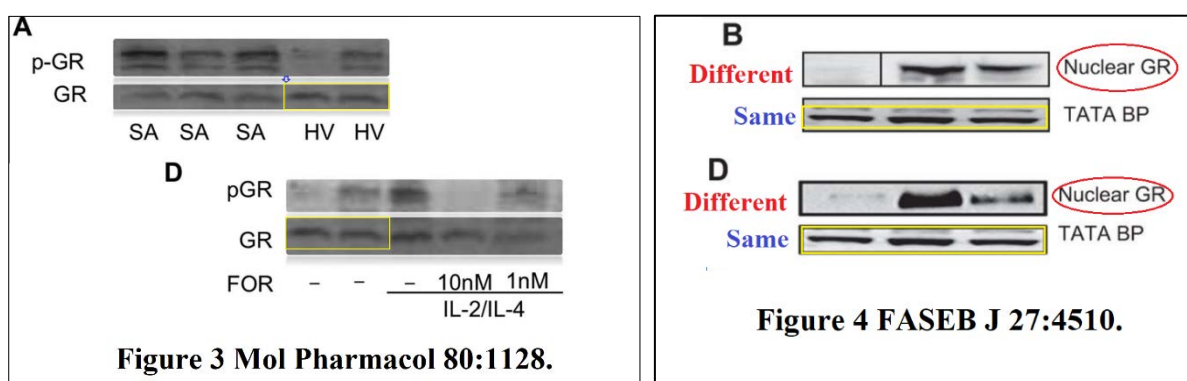 A
p-GR
GR
SA SA SA HV HV
D
pGR
GR
FOR – – – 10nM 1nM
IL-2/IL-4
Figure 3 Mol Pharmacol 80:1128.
B
Different Nuclear GR
Same TATA BP
D
Different Nuclear GR
Same TATA BP
Figure 4 FASEB J 27:4510.